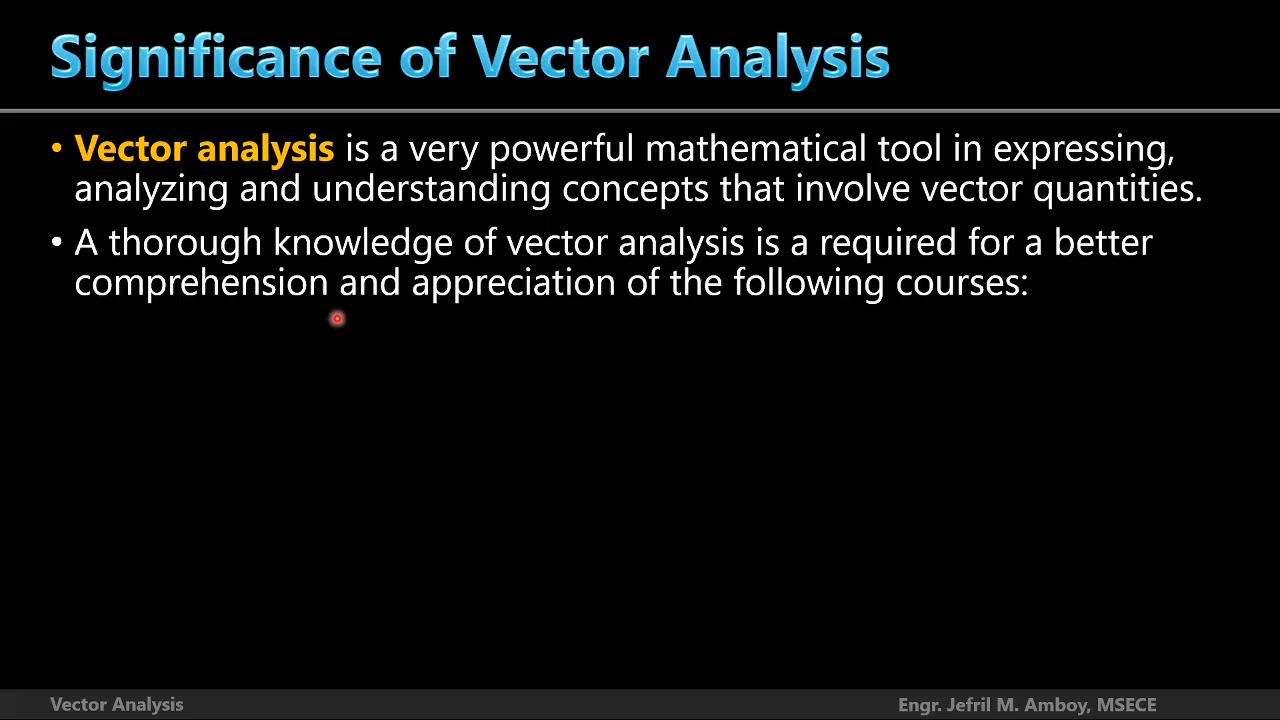 Significance of Vector Analysis
• Vector analysis is a very powerful mathematical tool in expressing,
analyzing and understanding concepts that involve vector quantities.
• A thorough knowledge of vector analysis is a required for a better
comprehension and appreciation of the following courses:
Vector Analysis
Engr. Jefril M. Amboy, MSECE